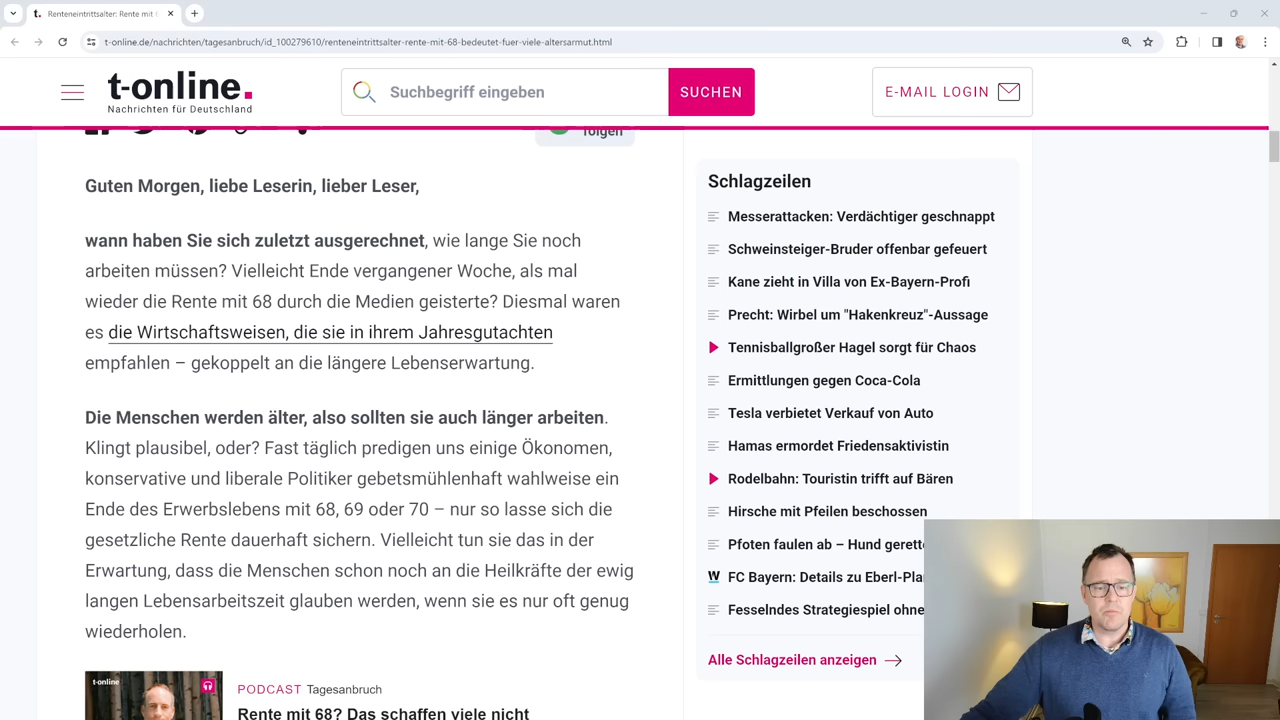 Renteneintrittsalter: Rente mit 6
t-online.de/nachrichten/tagesanbruch/id_100279610/renteneintrittsalter-rente-mit-68-bedeutet-fuer-viele-altersarmut.html
t-online.
Nachrichten für Deutschland
Suchbegriff eingeben
SUCHEN
E-MAIL LOGIN
folgen
Guten Morgen, liebe Leserin, lieber Leser,
wann haben Sie sich zuletzt ausgerechnet, wie lange Sie noch
arbeiten müssen? Vielleicht Ende vergangener Woche, als mal
wieder die Rente mit 68 durch die Medien geisterte? Diesmal waren
es die Wirtschaftsweisen, die sie in ihrem Jahresgutachten
empfahlen – gekoppelt an die längere Lebenserwartung.
Die Menschen werden älter, also sollten sie auch länger arbeiten.
Klingt plausibel, oder? Fast täglich predigen uns einige Ökonomen,
konservative und liberale Politiker gebetsmühlenhaft wahlweise ein
Ende des Erwerbslebens mit 68, 69 oder 70 – nur so lasse sich die
gesetzliche Rente dauerhaft sichern. Vielleicht tun sie das in der
Erwartung, dass die Menschen schon noch an die Heilkräfte der ewig
langen Lebensarbeitszeit glauben werden, wenn sie es nur oft genug
wiederholen.
t-online
PODCAST Tagesanbruch
Rente mit 68? Das schaffen viele nicht
Schlagzeilen
Messerattacken: Verdächtiger geschnappt
Schweinsteiger-Bruder offenbar gefeuert
Kane zieht in Villa von Ex-Bayern-Profi
Precht: Wirbel um "Hakenkreuz"-Aussage
Tennisballgroßer Hagel sorgt für Chaos
Ermittlungen gegen Coca-Cola
Tesla verbietet Verkauf von Auto
Hamas ermordet Friedensaktivistin
Rodelbahn: Touristin trifft auf Bären
Hirsche mit Pfeilen beschossen
Pfoten faulen ab – Hund gerette
FC Bayern: Details zu Eberl-Pla
Fesselndes Strategiespiel ohne
Alle Schlagzeilen anzeigen